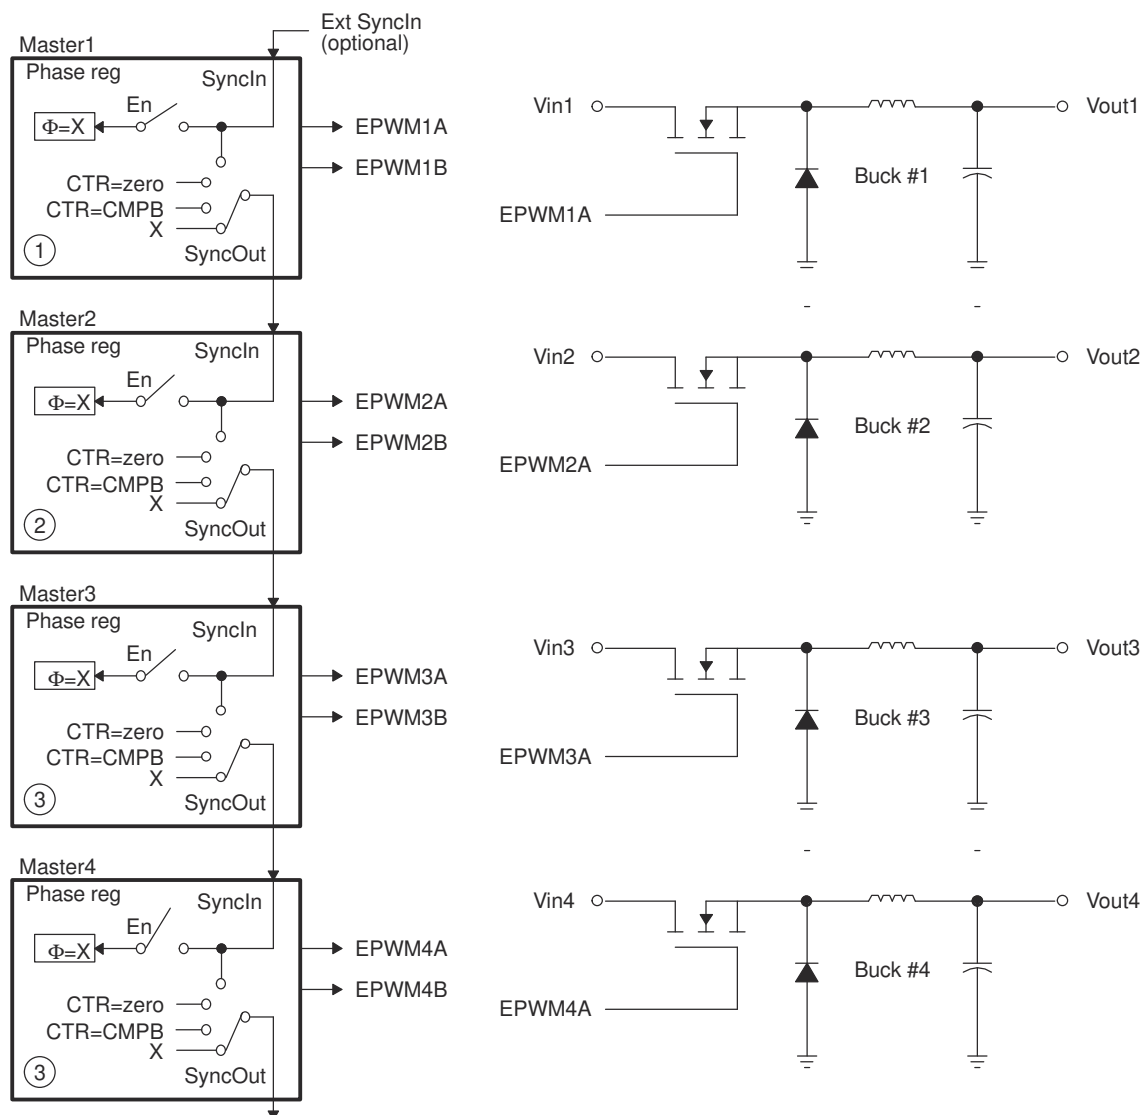 Ext SyncIn
(optional)
Master1
Phase reg
SyncIn
En
Φ=X
EPWM1A
EPWM1B
CTR=zero
CTR=CMPB
X
SyncOut
1
Vin1
Vout1
Buck #1
EPWM1A
Master2
Phase reg
SyncIn
En
Φ=X
EPWM2A
EPWM2B
CTR=zero
CTR=CMPB
X
SyncOut
2
Vin2
Vout2
Buck #2
EPWM2A
Master3
Phase reg
SyncIn
En
Φ=X
EPWM3A
EPWM3B
CTR=zero
CTR=CMPB
X
SyncOut
3
Vin3
Vout3
Buck #3
EPWM3A
Master4
Phase reg
SyncIn
En
Φ=X
EPWM4A
EPWM4B
CTR=zero
CTR=CMPB
X
SyncOut
3
Vin4
Vout4
Buck #4
EPWM4A